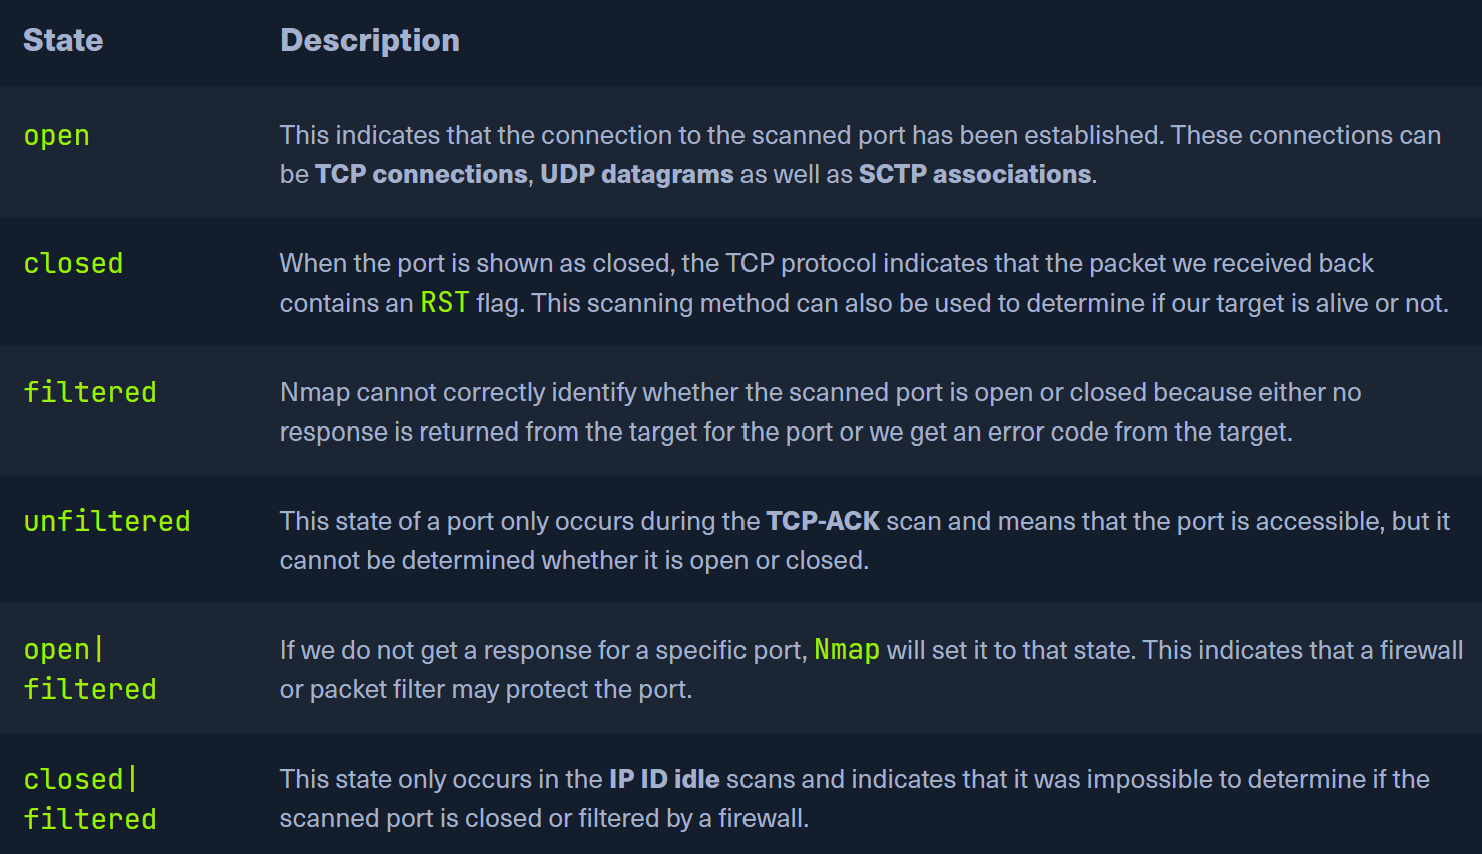 State Description
open This indicates that the connection to the scanned port has been established. These connections can
be TCP connections, UDP datagrams as well as SCTP associations.
closed When the port is shown as closed, the TCP protocol indicates that the packet we received back
contains an RST flag. This scanning method can also be used to determine if our target is alive or not.
filtered Nmap cannot correctly identify whether the scanned port is open or closed because either no
response is returned from the target for the port or we get an error code from the target.
unfiltered This state of a port only occurs during the TCP-ACK scan and means that the port is accessible, but it
cannot be determined whether it is open or closed.
open| If we do not get a response for a specific port, Nmap will set it to that state. This indicates that a firewall
filtered or packet filter may protect the port.
closed| This state only occurs in the IP ID idle scans and indicates that it was impossible to determine if the
filtered scanned port is closed or filtered by a firewall.